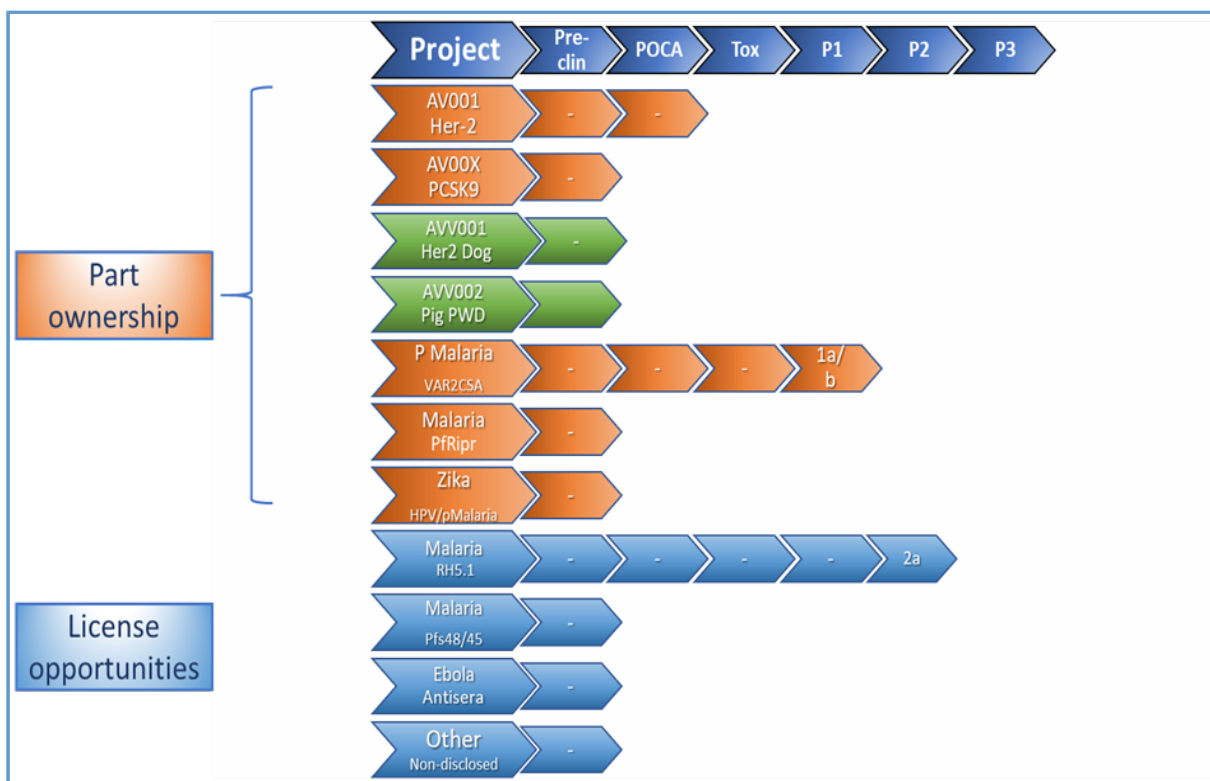 Project
Pre-
clin
POCA
Tox
P1
P2
P3
AV001
Her-2
-
-
AV00X
PCSK9
-
AVV001
Her2 Dog
-
Part
ownership
AVV002
Pig PWD
P Malaria
VAR2CSA
-
-
-
1a/
b
Malaria
PfRipr
-
Zika
HPV/pMalaria
-
Malaria
RH5.1
-
-
-
-
2a
License
opportunities
Malaria
Pfs48/45
-
Ebola
Antisera
-
Other
Non-disclosed
-